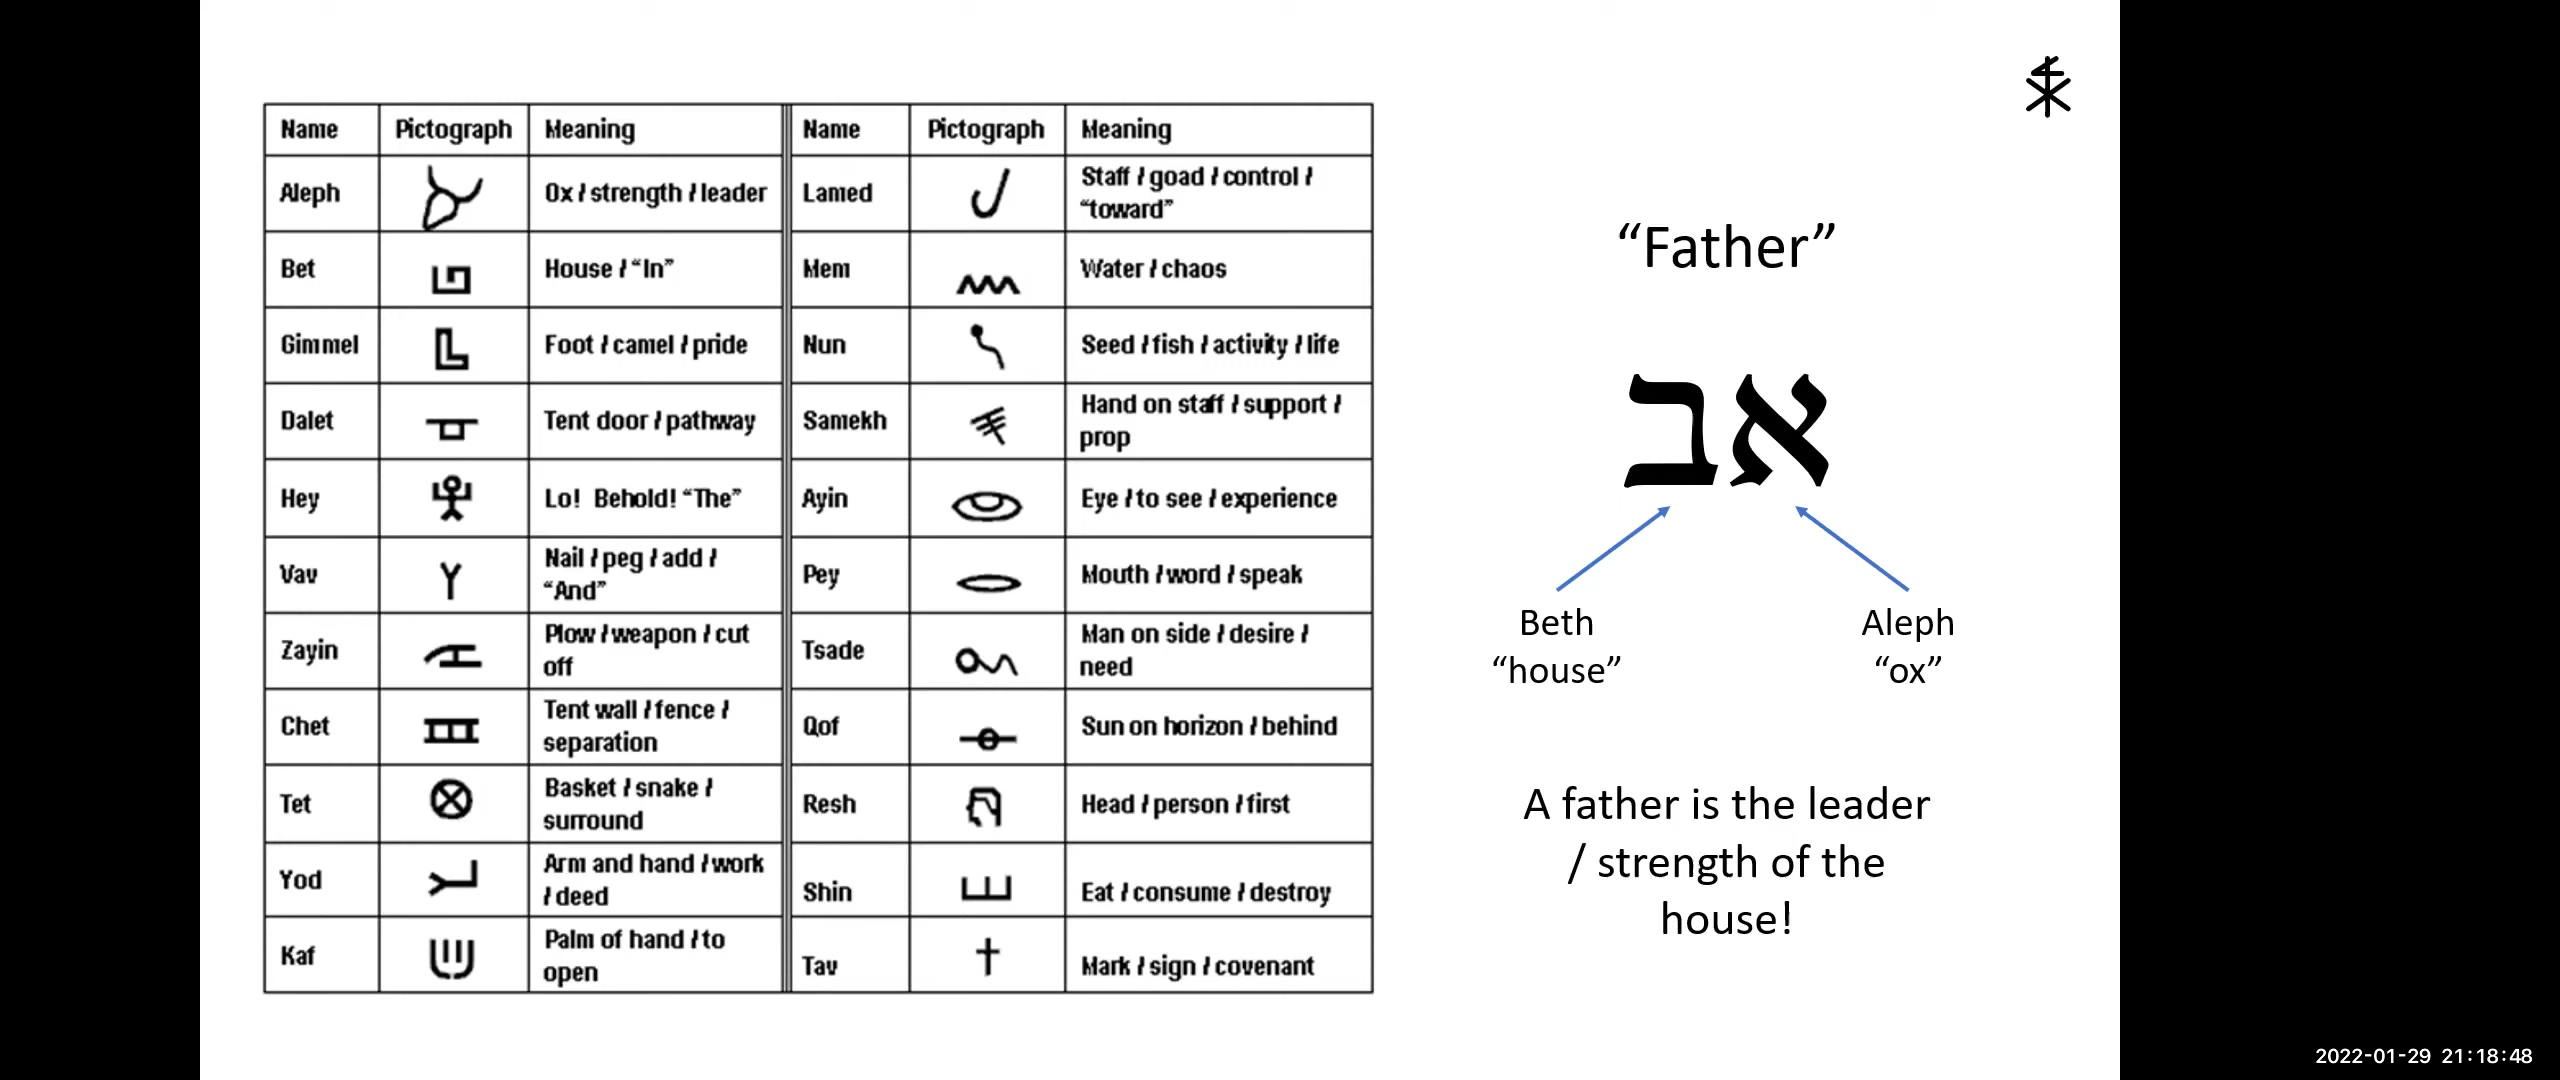 Name Pictograph Meaning Name Pictograph Meaning
Aleph Ox / strength / leader Lamed Staff / goad / control /
“toward”
Bet House / “In” Mem Water / chaos
Gimmel Foot / camel / pride Nun Seed / fish / activity / life
Dalet Tent door / pathway Samekh Hand on staff / support /
prop
Hey Lo! Behold! “The” Ayin Eye / to see / experience
Vav Nail / peg / add /
“And” Pey Mouth / word / speak
Zayin Plow / weapon / cut
off Tsade Man on side / desire /
need
Chet Tent wall / fence /
separation Qof Sun on horizon / behind
Tet Basket / snake /
surround Resh Head / person / first
Yod Arm and hand / work
/ deed Shin Eat / consume / destroy
Kaf Palm of hand / to
open Tav Mark / sign / covenant
“Father”
אב
Beth Aleph
“house” “ox”
A father is the leader
/ strength of the
house!
2022-01-29 21:18:48